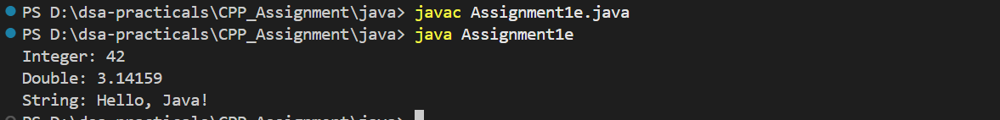 PS D:\dsa-practicals\CPP_Assignment\java> javac Assignment1e.java
PS D:\dsa-practicals\CPP_Assignment\java> java Assignment1e
Integer: 42
Double: 3.14159
String: Hello, Java!
PS D:\dsa-practicals\CPP_Assignment\java>